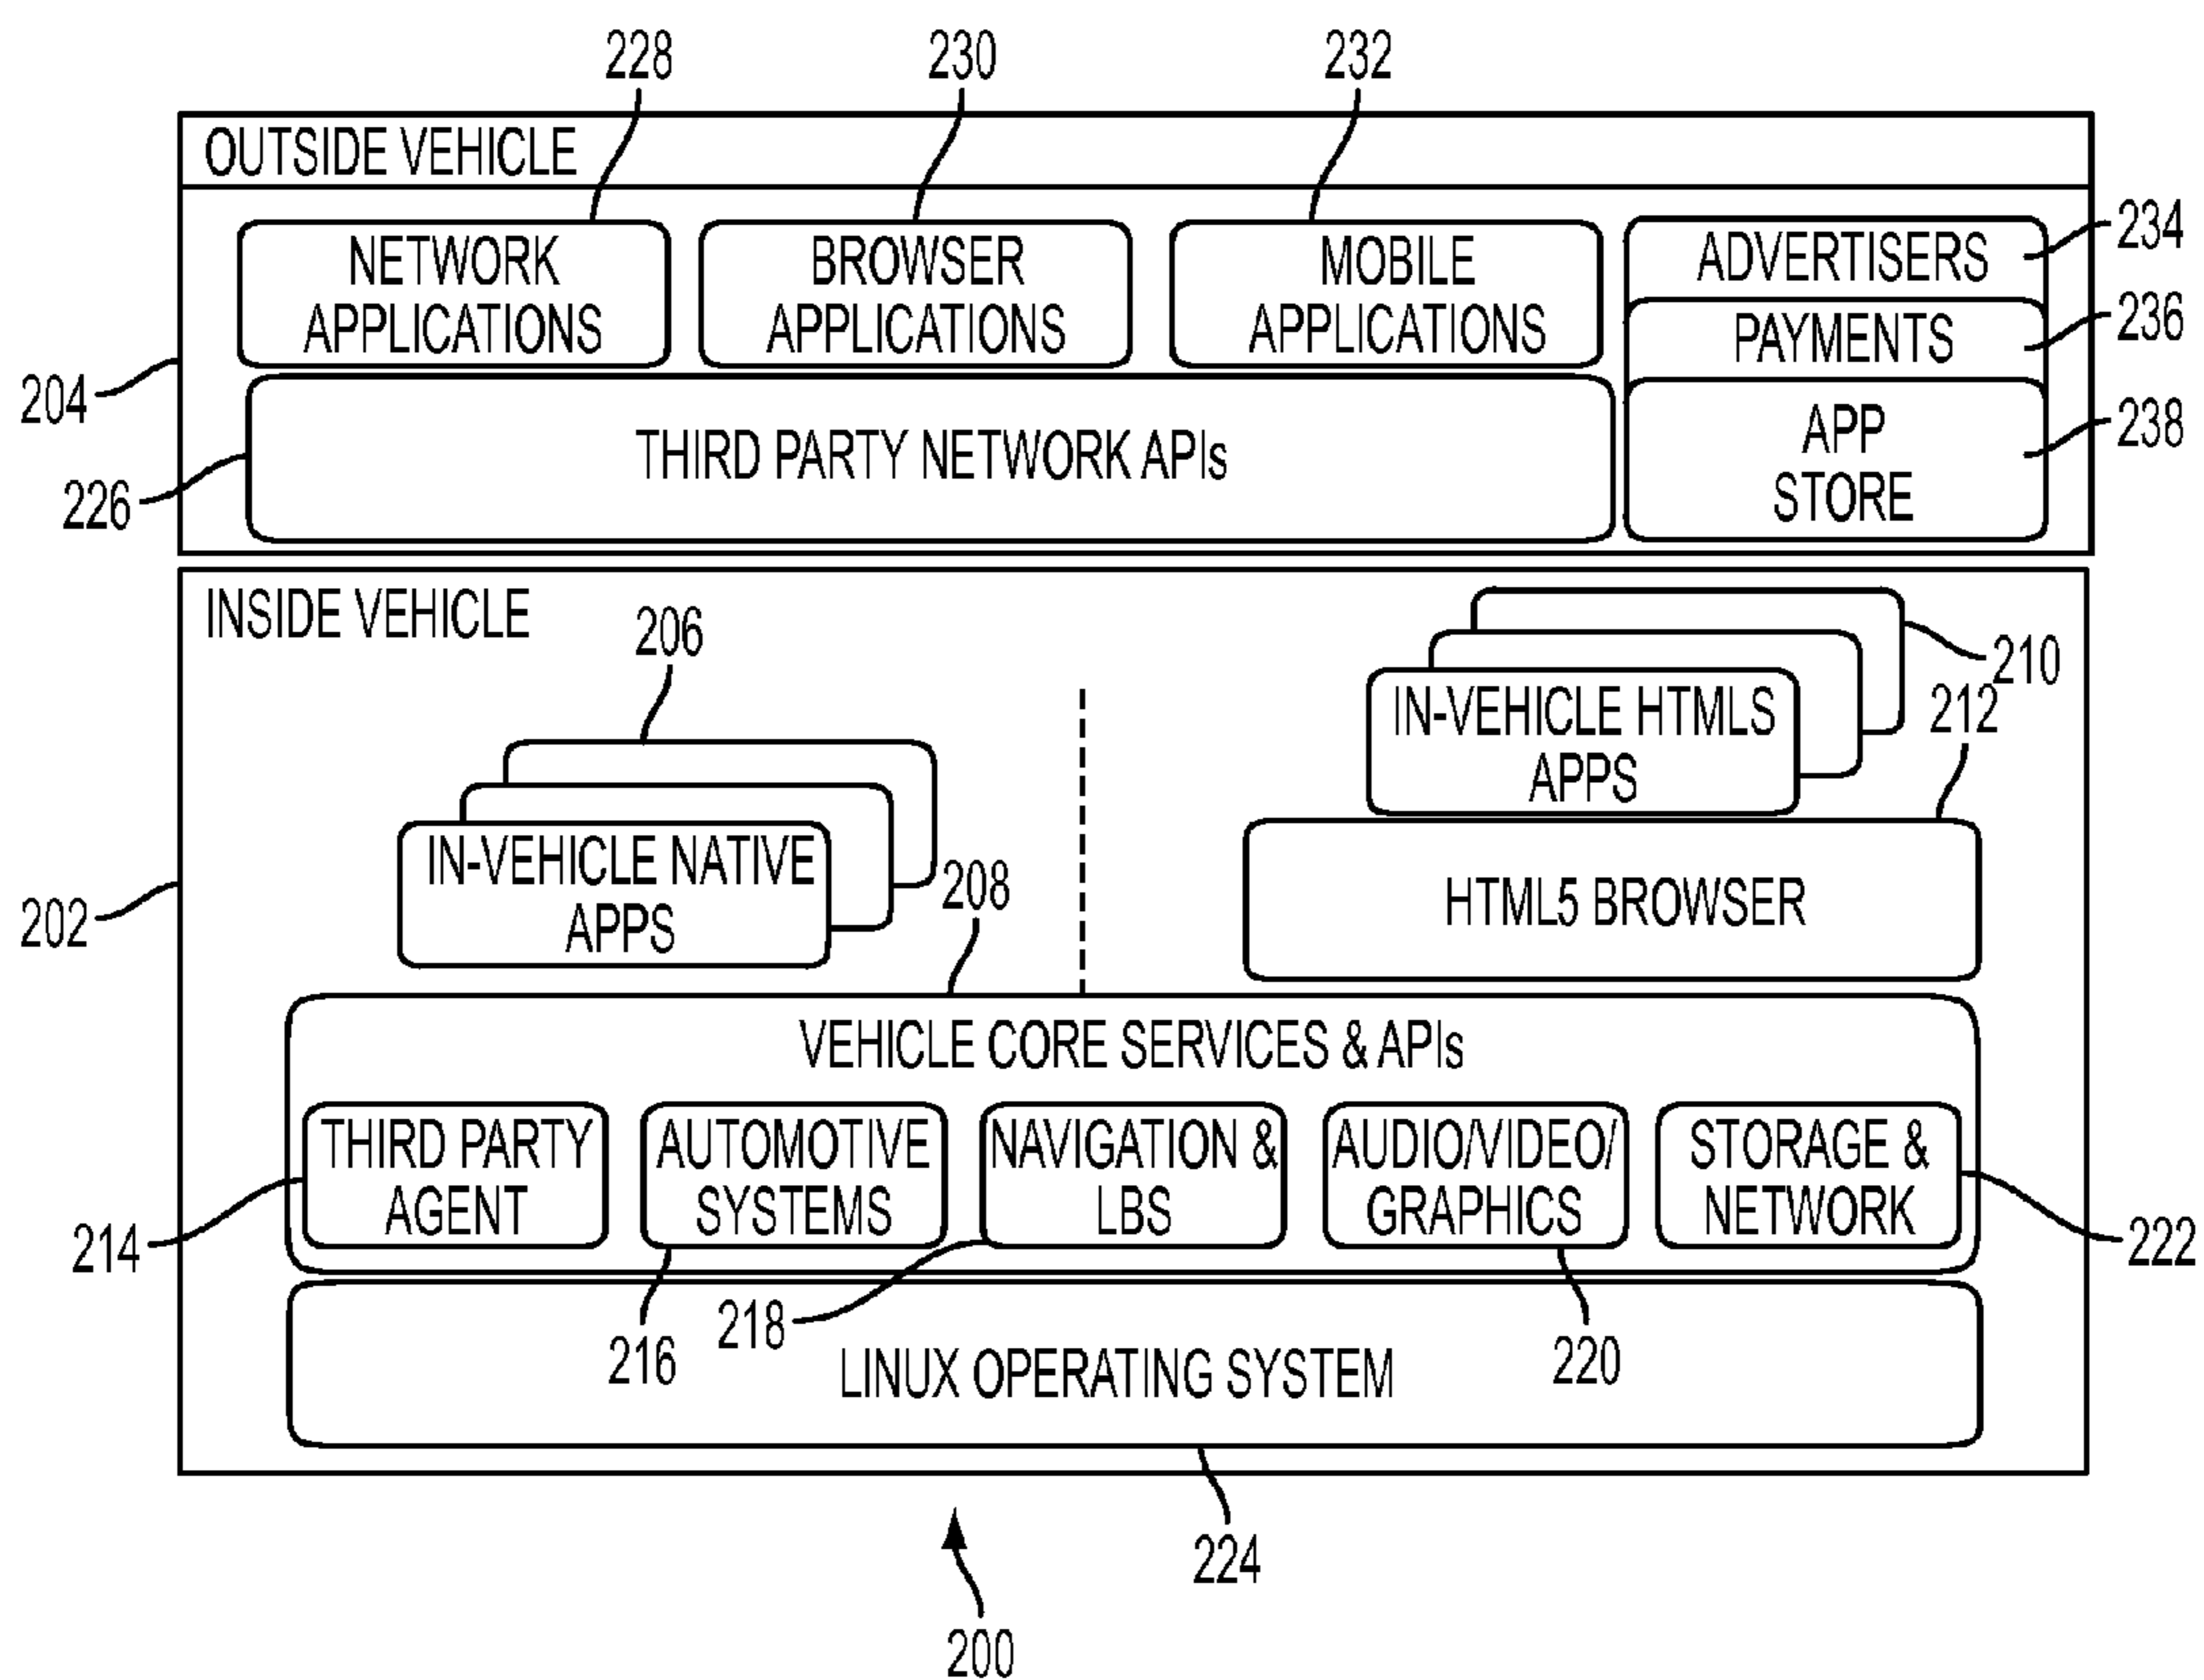 228
230
232
OUTSIDE VEHICLE
NETWORK
APPLICATIONS
BROWSER
APPLICATIONS
MOBILE
APPLICATIONS
ADVERTISERS
234
PAYMENTS
236
APP
STORE
238
204
THIRD PARTY NETWORK APIs
226
INSIDE VEHICLE
206
210
IN-VEHICLE HTMLS
APPS
212
IN-VEHICLE NATIVE
APPS
208
HTML5 BROWSER
202
VEHICLE CORE SERVICES & APIs
THIRD PARTY
AGENT
AUTOMOTIVE
SYSTEMS
NAVIGATION &
LBS
AUDIO/VIDEO/
GRAPHICS
STORAGE &
NETWORK
214
222
216
218
220
LINUX OPERATING SYSTEM
224
200